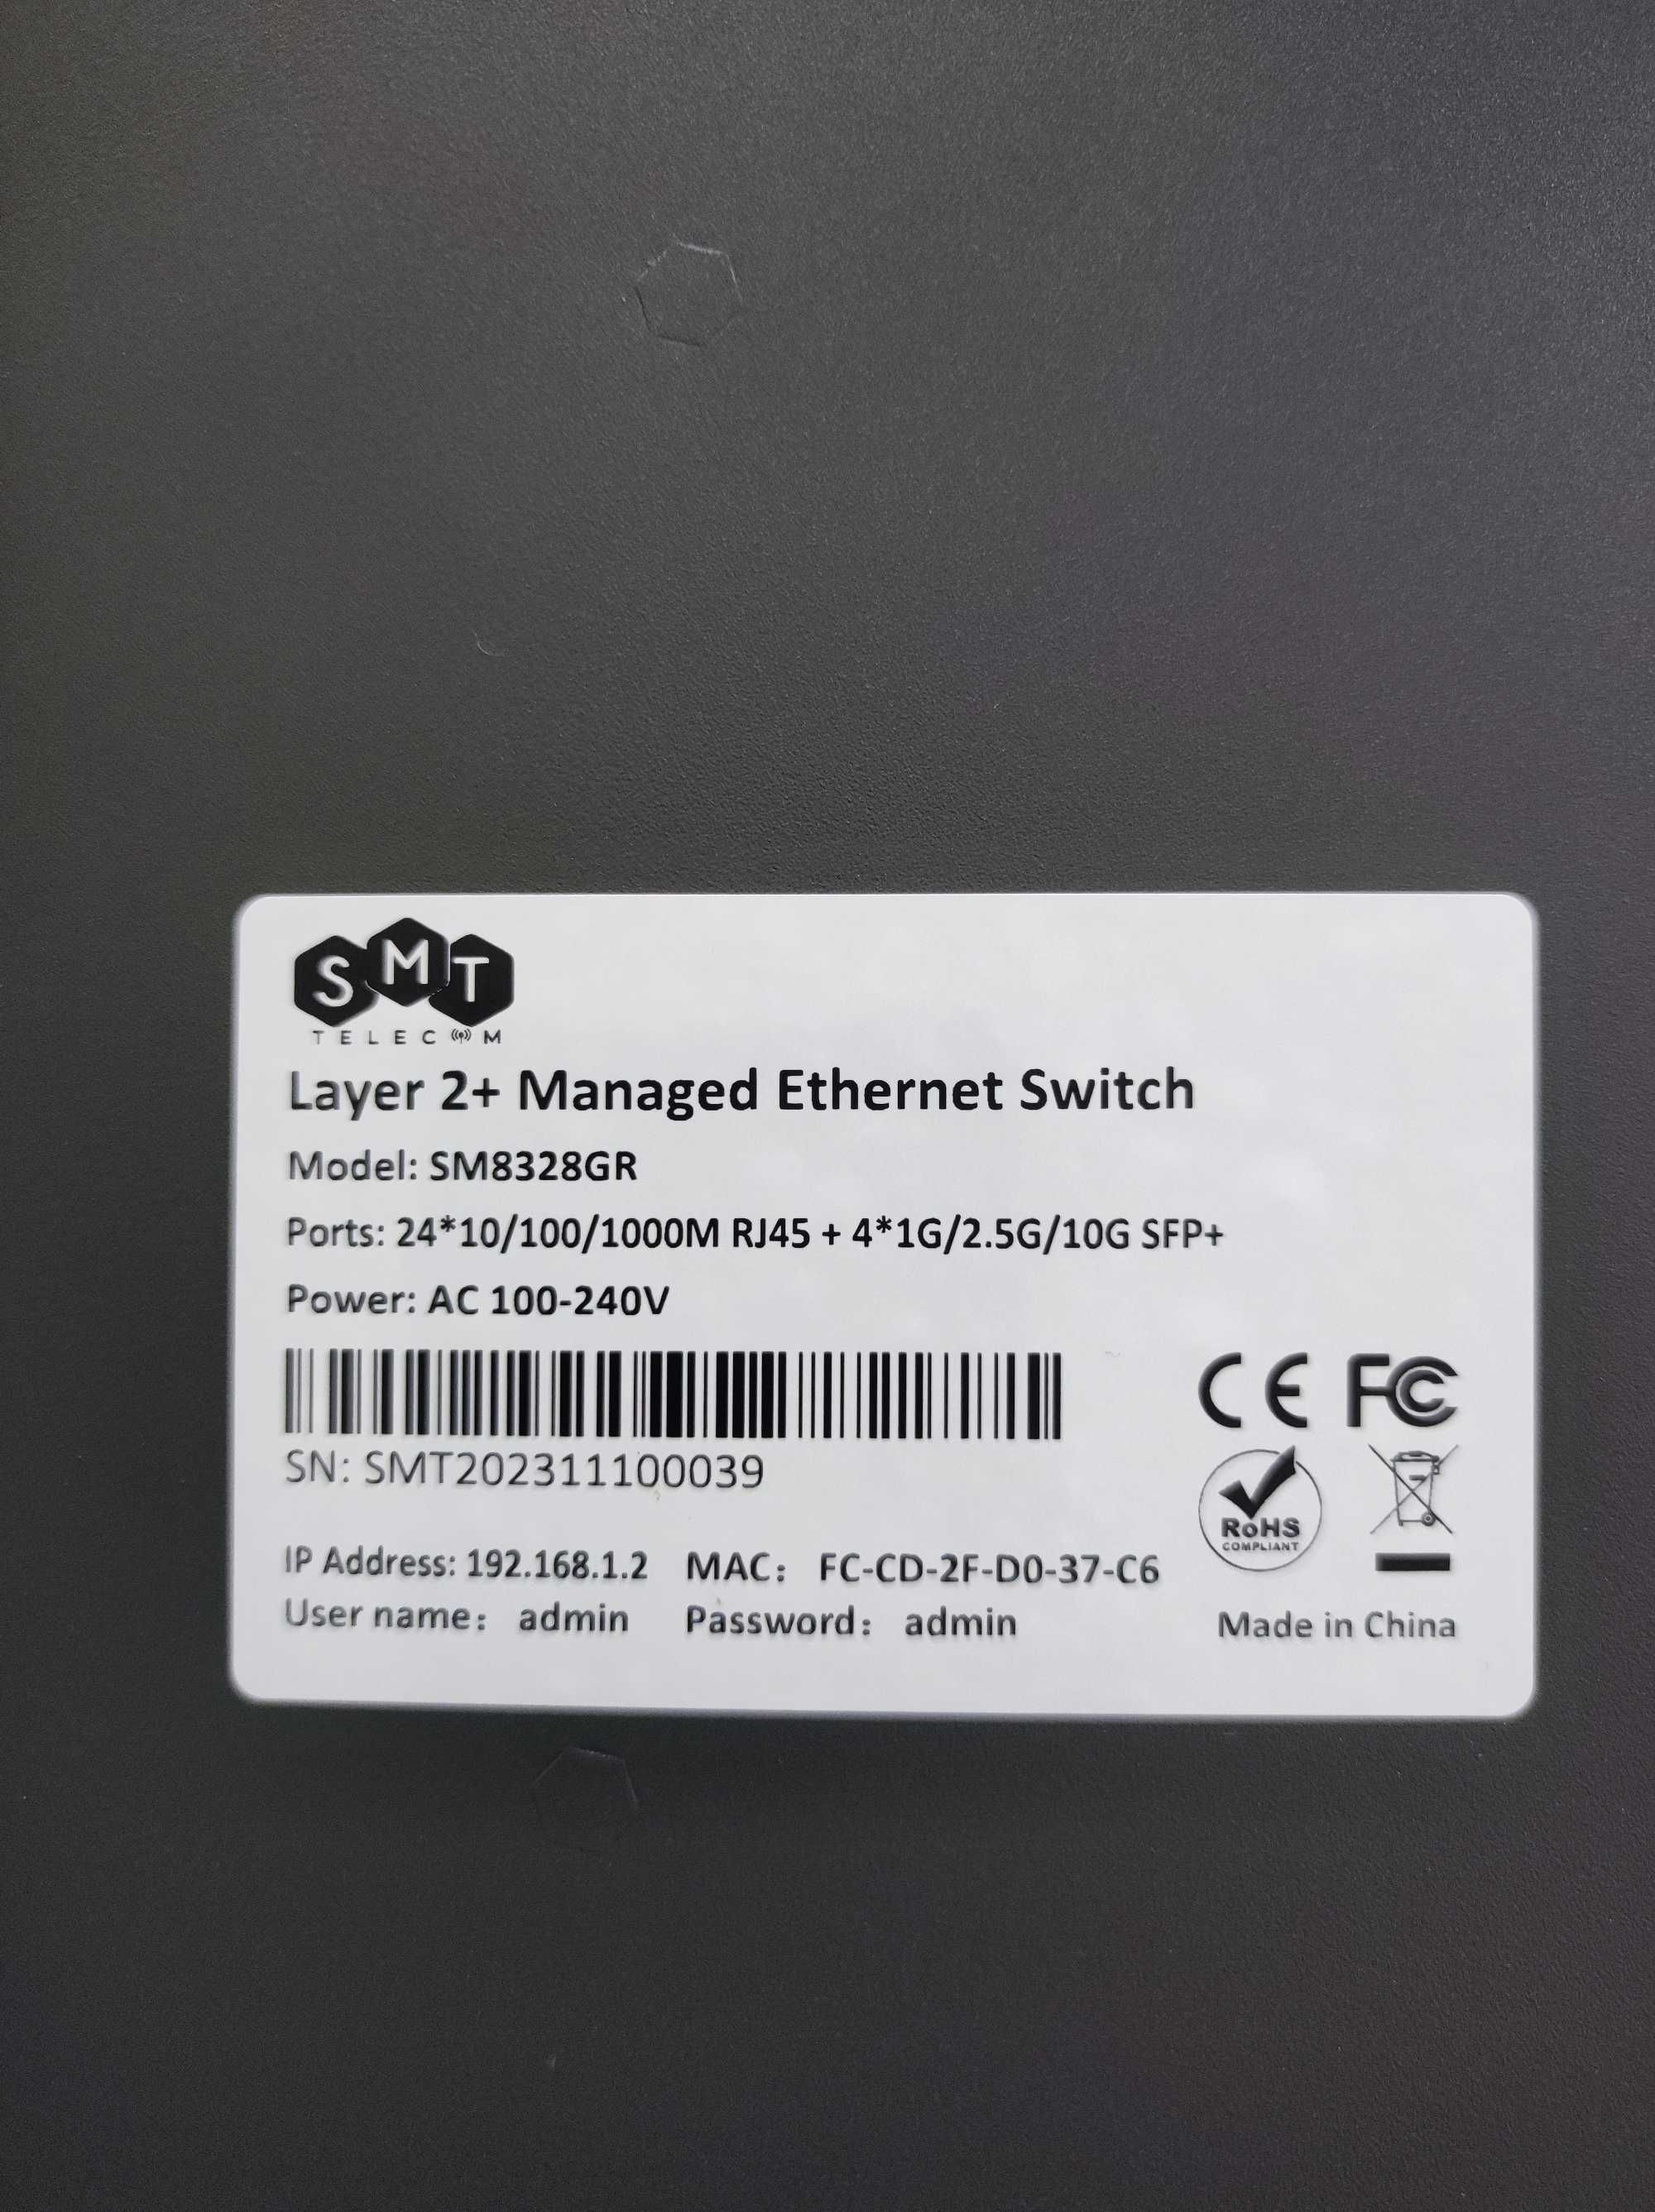 SMT
TELECOM
Layer 2+ Managed Ethernet Switch
Model: SM8328GR
Ports: 24*10/100/1000M RJ45 + 4*1G/2.5G/10G SFP+
Power: AC 100-240V
CE FC
SN: SMT202311100039
RoHS
COMPLIANT
IP Address: 192.168.1.2 MAC: FC-CD-2F-D0-37-C6
User name: admin Password: admin
Made in China